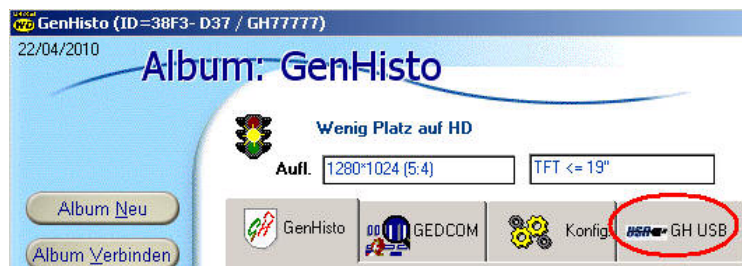 GenHisto (ID=38F3- D37 / GH77777)
22/04/2010
Album: GenHisto
Wenig Platz auf HD
Aufl. 1280*1024 (5:4) TFT <= 19"
Album Neu
GenHisto GEDCOM Konfig. GH USB
Album Verbinden